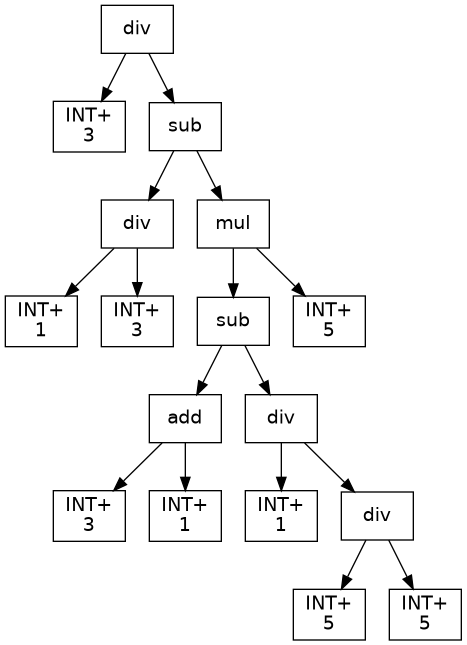 div
INT+
3
sub
div
mul
INT+
1
INT+
3
sub
INT+
5
add
div
INT+
3
INT+
1
INT+
1
div
INT+
5
INT+
5